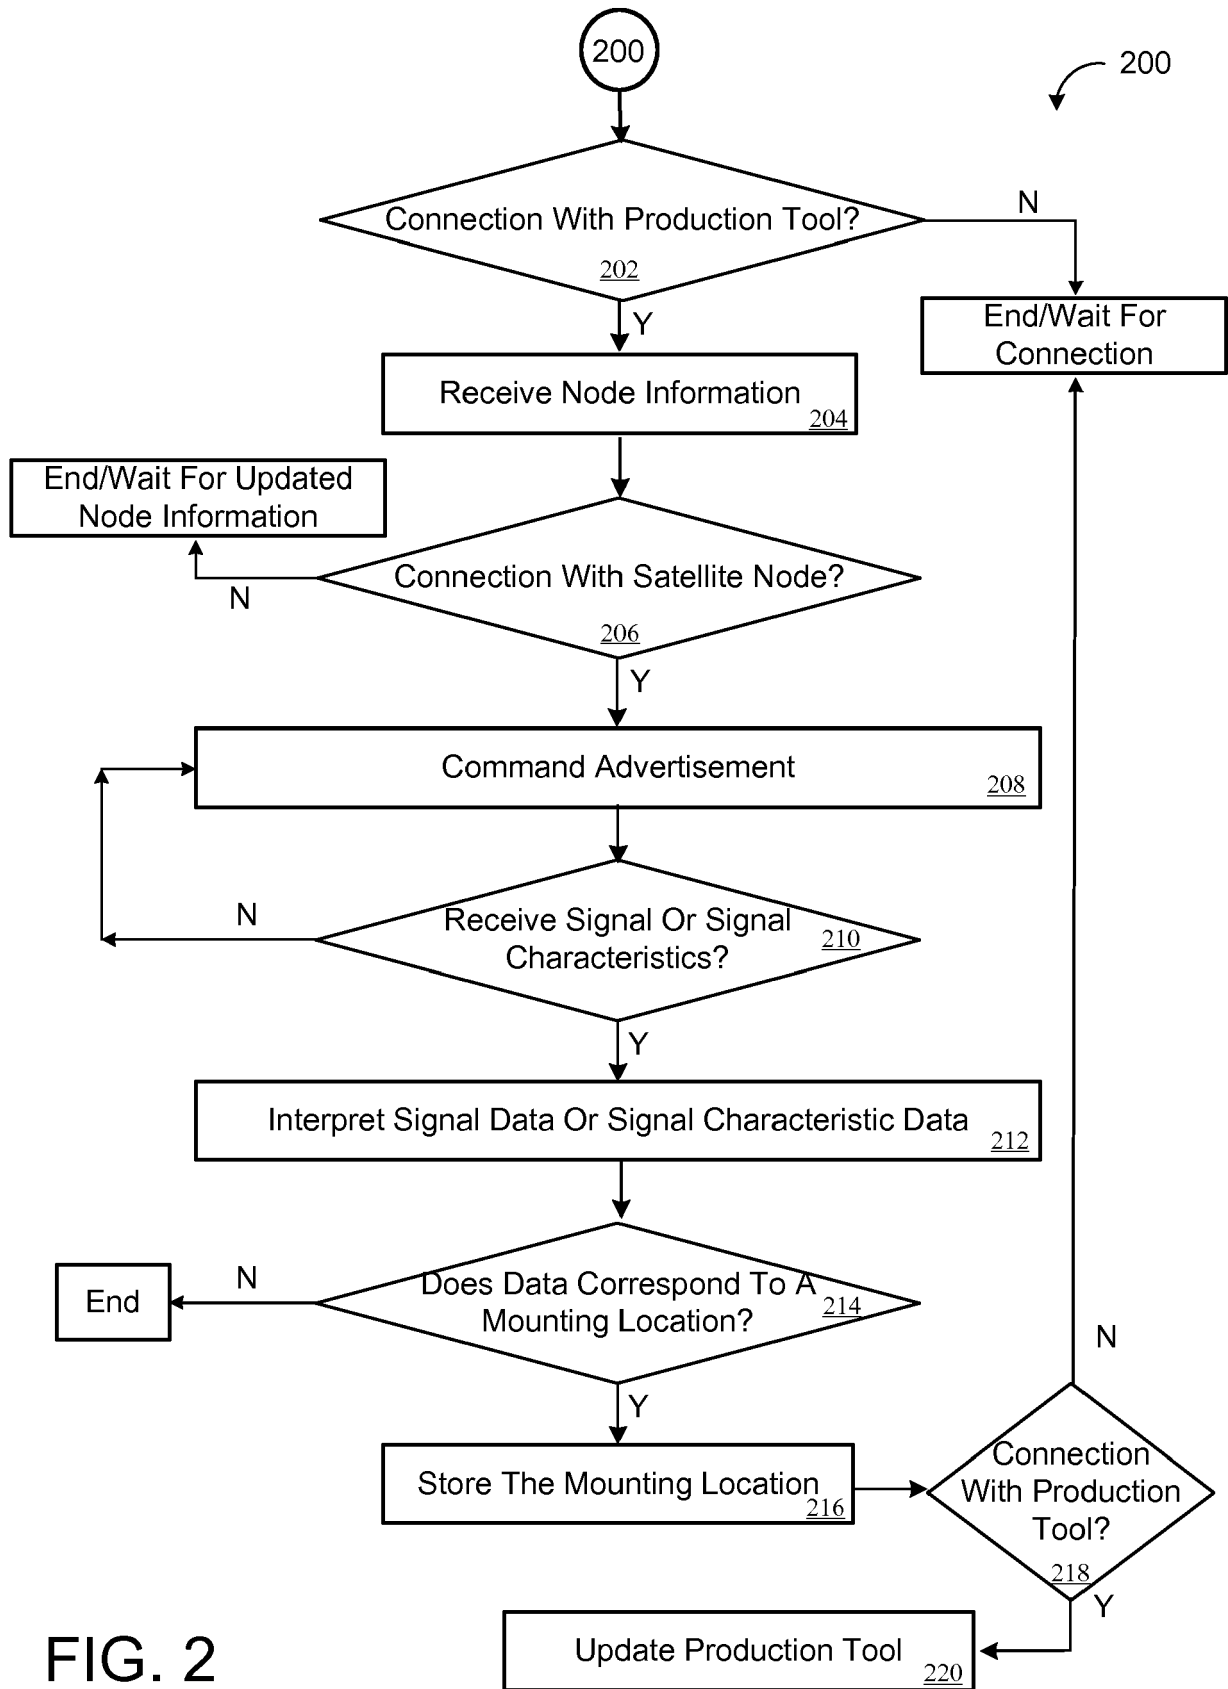 200
200
Connection With Production Tool?
202
N
Y
End/Wait For
Connection
Receive Node Information
204
End/Wait For Updated
Node Information
Connection With Satellite Node?
N
206
Y
Command Advertisement
208
N
Receive Signal Or Signal
Characteristics?
210
Y
Interpret Signal Data Or Signal Characteristic Data
212
End
N
Does Data Correspond To A
Mounting Location?
214
N
Y
Store The Mounting Location
216
Connection
With Production
Tool?
218
Y
Update Production Tool
220
FIG. 2